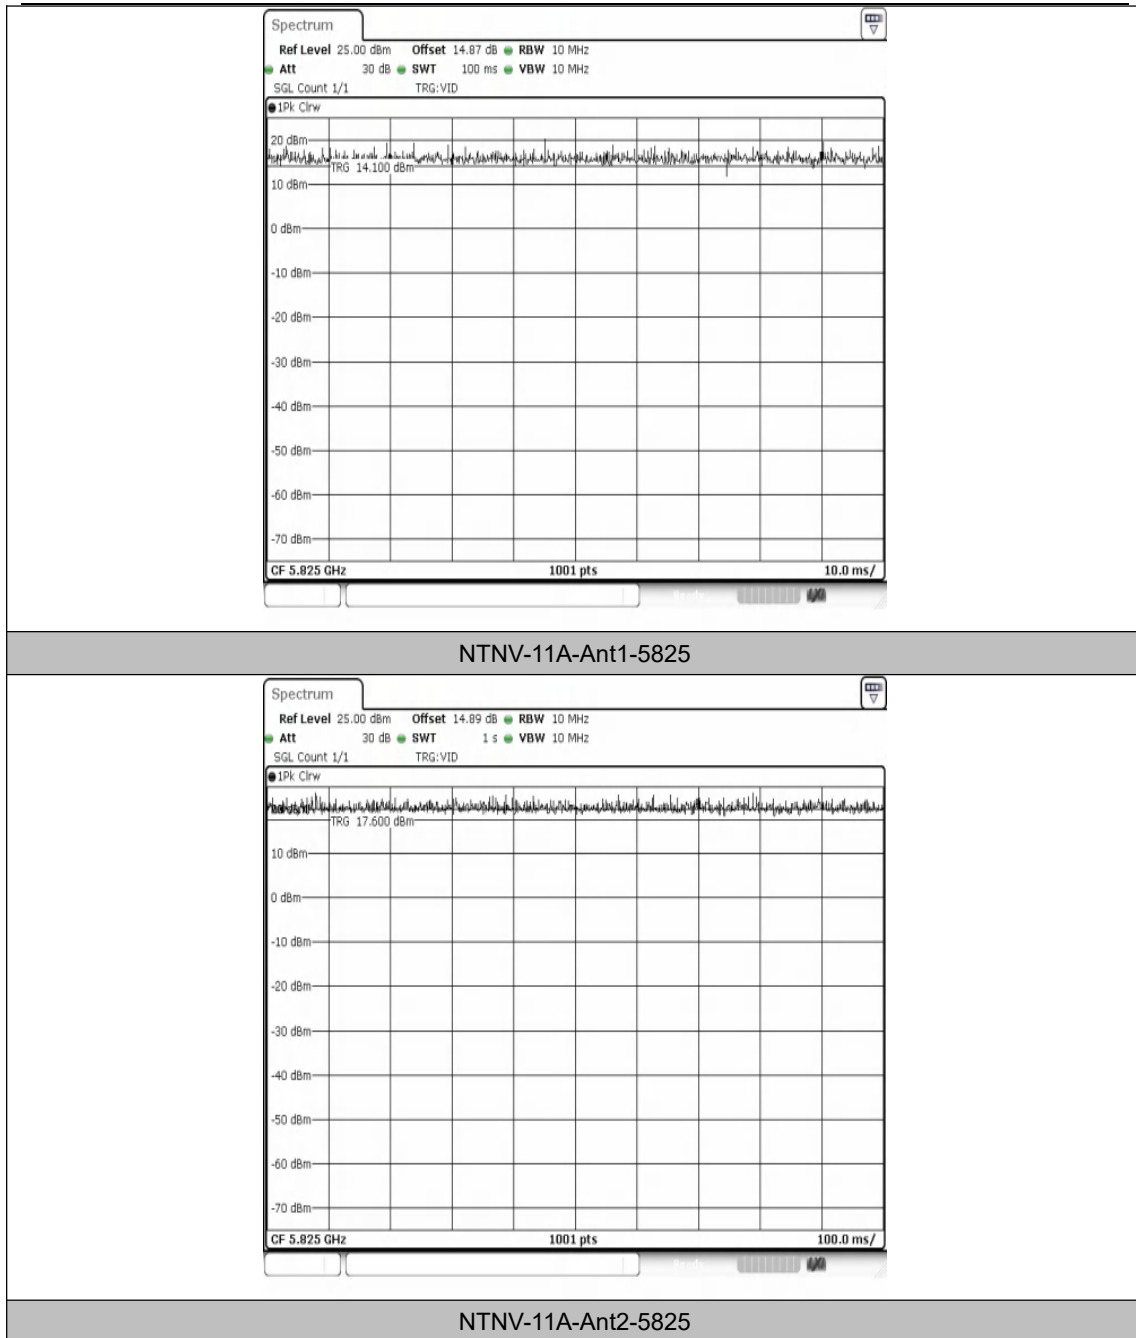 Spectrum
Ref Level 25.00 dBm Offset 14.87 dB RBW 10 MHz
Att 30 dB SWT 100 ms VBW 10 MHz
SGL Count 1/1 TRG:VID
1Pk Clrw
20 dBm
TRG 14.100 dBm
10 dBm
0 dBm
-10 dBm
-20 dBm
-30 dBm
-40 dBm
-50 dBm
-60 dBm
-70 dBm
CF 5.825 GHz 1001 pts 10.0 ms/
Ready
NTNV-11A-Ant1-5825
Spectrum
Ref Level 25.00 dBm Offset 14.89 dB RBW 10 MHz
Att 30 dB SWT 1 s VBW 10 MHz
SGL Count 1/1 TRG:VID
1Pk Clrw
TRG 17.600 dBm
10 dBm
0 dBm
-10 dBm
-20 dBm
-30 dBm
-40 dBm
-50 dBm
-60 dBm
-70 dBm
CF 5.825 GHz 1001 pts 100.0 ms/
NTNV-11A-Ant2-5825